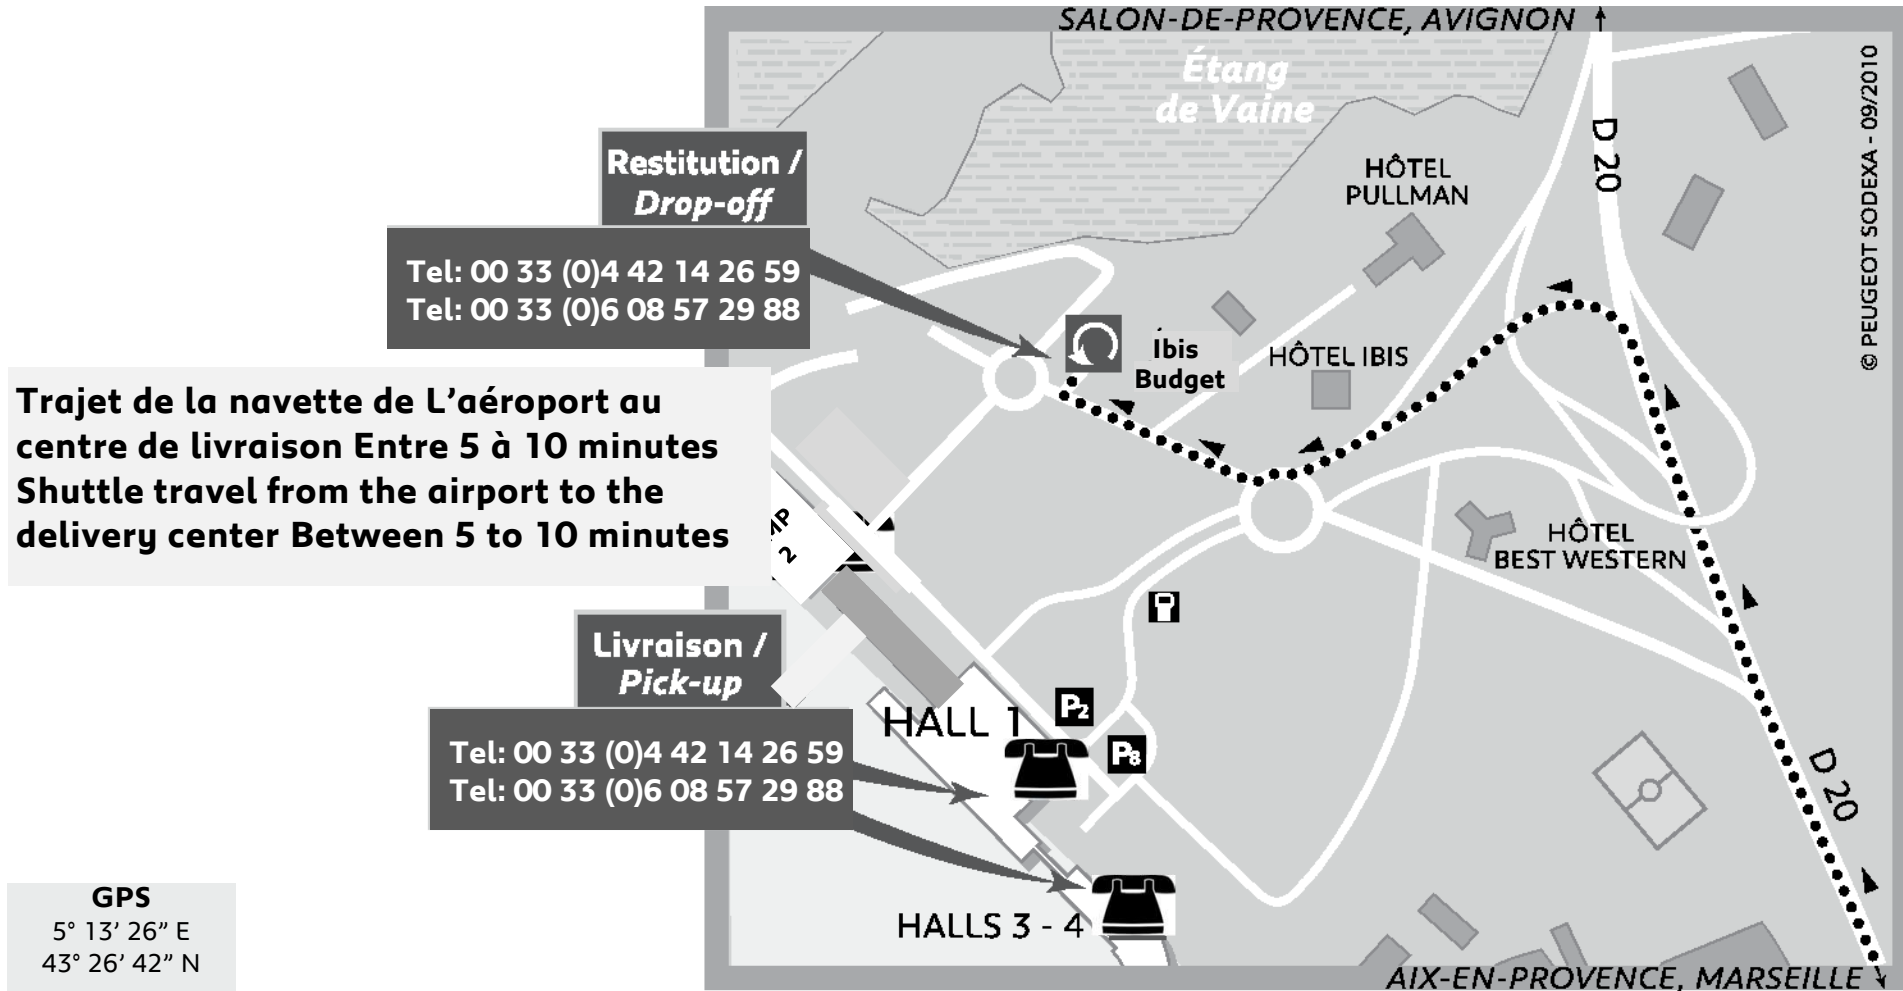 SALON-DE-PROVENCE, AVIGNON
Étang
de Vaine
© PEUGEOT SODEXA - 09/2010
D 20
Restitution /
Drop-off
HÔTEL
PULLMAN
Tel: 00 33 (0)4 42 14 26 59
Tel: 00 33 (0)6 08 57 29 88
Ibis
Budget
HÔTEL IBIS
Trajet de la navette de L’aéroport au
centre de livraison Entre 5 à 10 minutes
Shuttle travel from the airport to the
delivery center Between 5 to 10 minutes
2
HÔTEL
BEST WESTERN
Livraison /
Pick-up
Tel: 00 33 (0)4 42 14 26 59
Tel: 00 33 (0)6 08 57 29 88
HALL 1
P2
P8
D 20
HALLS 3 - 4
GPS
5° 13’ 26” E
43° 26’ 42” N
AIX-EN-PROVENCE, MARSEILLE